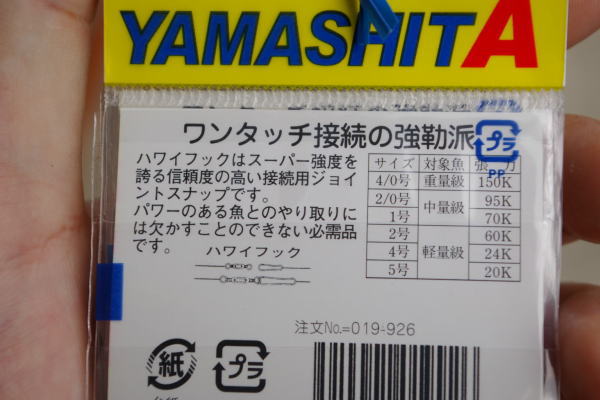 YAMASHITA
ワンタッチ接続の強勒派
プラ
PP
ハワイフックはスーパー強度を
誇る信頼度の高い接続用ジョイ
ントスナップです。
パワーのある魚とのやり取りに
は欠かすことのできない必需品
です。
ハワイフック
サイズ 対象魚 張 力
4/0号 重量級 150K
2/0号 中量級 95K
1号 70K
2号 軽量級 60K
4号 24K
5号 20K
注文No.=019-926
紙
プラ